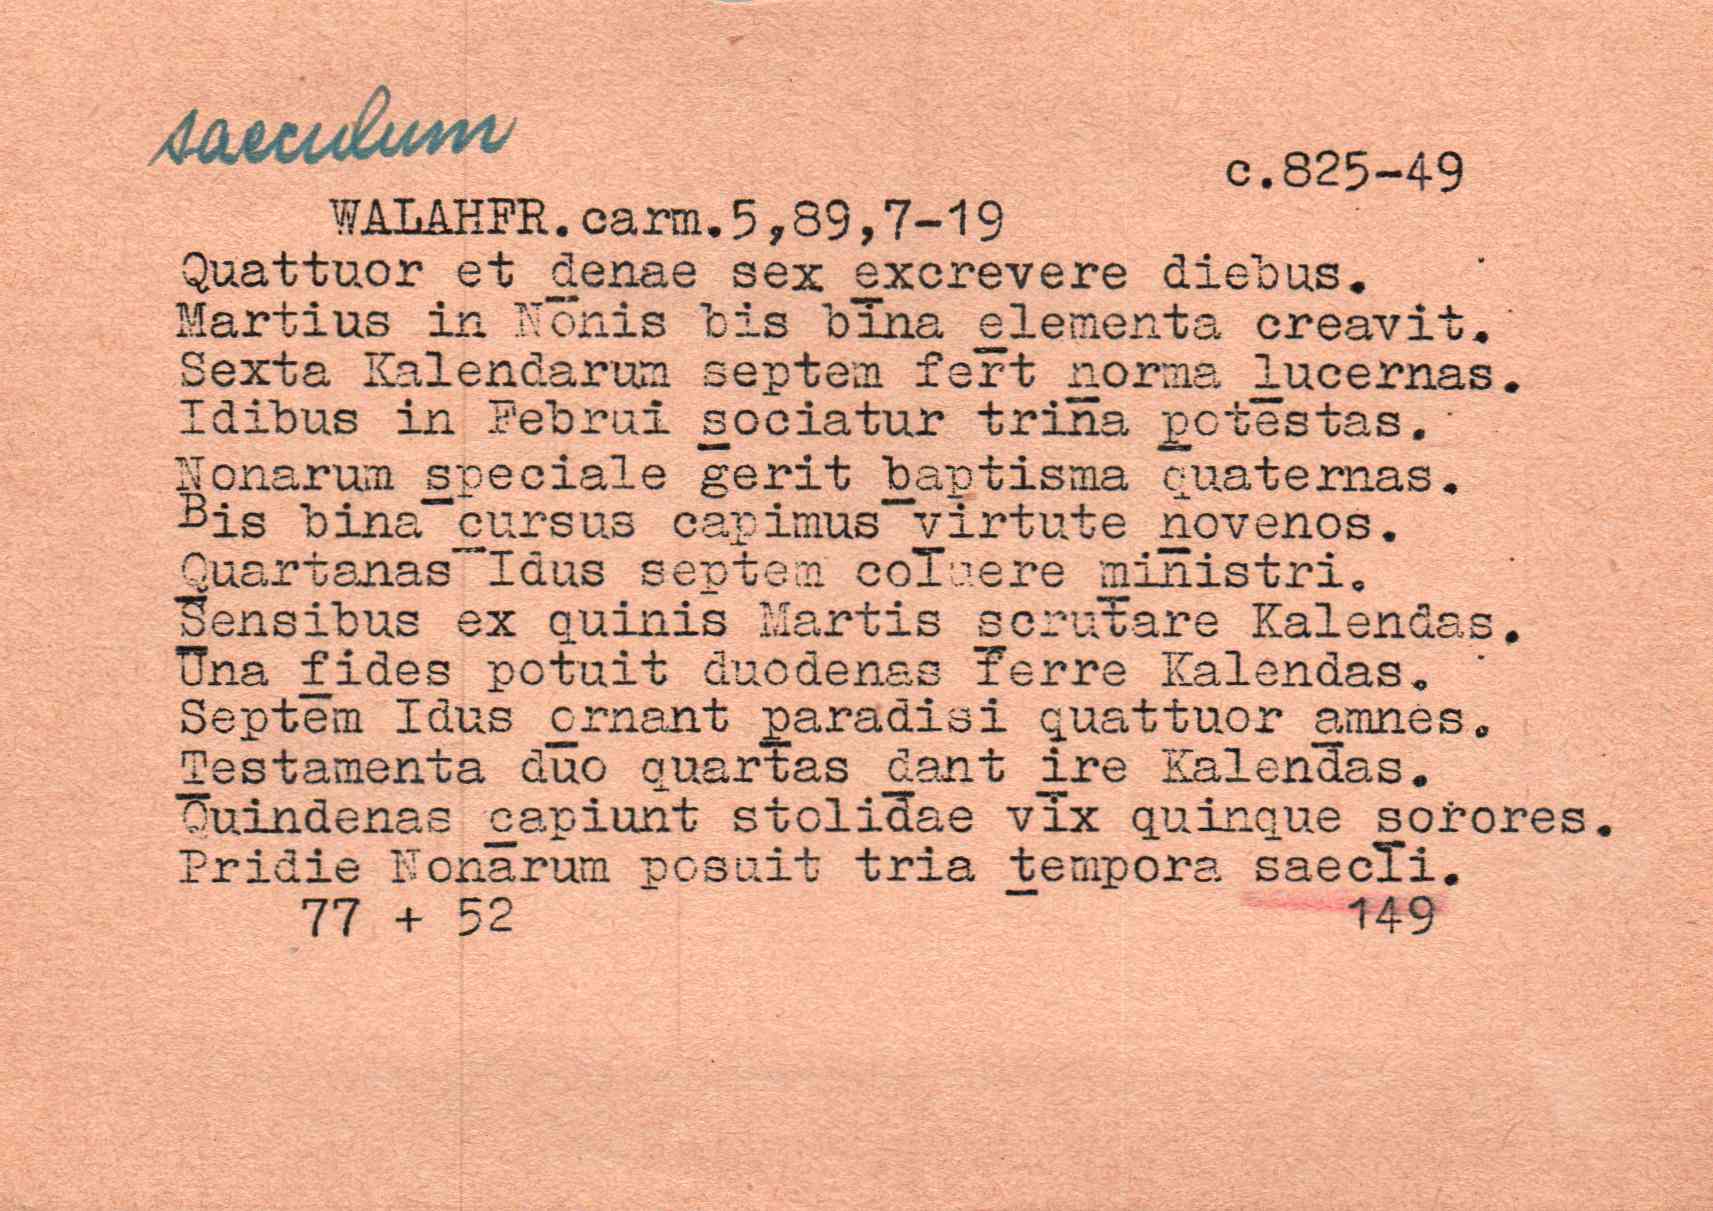 saeculum
c.825-49
WALAHFR.carm.5,89,7-19
Quattuor et denae sex excrevere diebus.
Martius in Nonis bis bina elementa creavit.
Sexta Kalendarum septem fert norma lucernas.
Idibus in Februi sociatur trina potestas.
Nonarum speciale gerit baptisma quaternas.
Bis bina cursus capimus virtute novenos.
Quartanas Idus septem coluere ministri.
Sensibus ex quinis Martis scrutare Kalendas.
Una fides potuit duodenas ferre Kalendas.
Septem Idus ornant paradisi quattuor amnes.
Testamenta duo quartas dant ire Kalendas.
Quindenas capiunt stolidae vix quinque sorores.
Pridie Nonarum posuit tria tempora saecli.
77 + 52 149